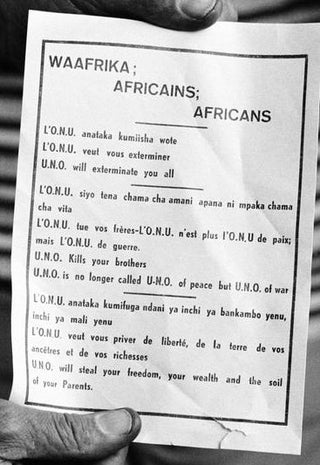 WAAFRIKA;
AFRICAINS;
AFRICANS
L'O.N.U. anataka kumiisha wote
L'O.N.U. veut vous exterminer
U.N.O. will exterminate you all
L'O.N.U. siyo tena chama cha amani apana ni mpaka chama
cha vita
L'O.N.U. tue vos frères-L'O.N.U. n'est plus l'O.N.U de paix;
mais L'O.N.U. de guerre.
U.N.O. Kills your brothers
U.N.O. is no longer called U-N.O. of peace but U.N.O. of war
L'O.N.U. anataka kumifuga ndani ya inchi ya bankambo yenu,
inchi ya mali yenu
L'O.N.U. veut vous priver de liberté, de la terre de vos
ancêtres et de vos richesses
U.N.O. will steal your freedom, your wealth and the soil
of your Parents.